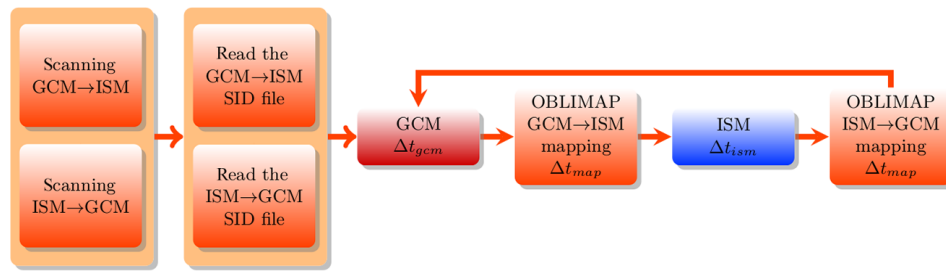 Scanning
GCM→ISM
Scanning
ISM→GCM
Read the
GCM→ISM
SID file
Read the
ISM→GCM
SID file
GCM
Δt_gcm
OBLIMAP
GCM→ISM
mapping
Δt_map
ISM
Δt_ism
OBLIMAP
ISM→GCM
mapping
Δt_map